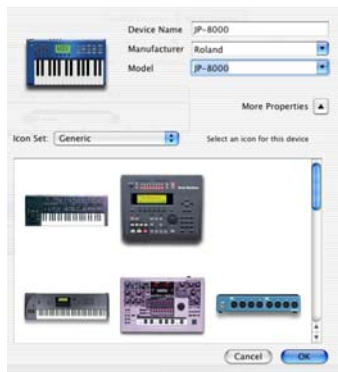 Device Name JP-8000
Manufacturer Roland
Model JP-8000
More Properties
Icon Set: Generic Select an icon for this device
Cancel OK